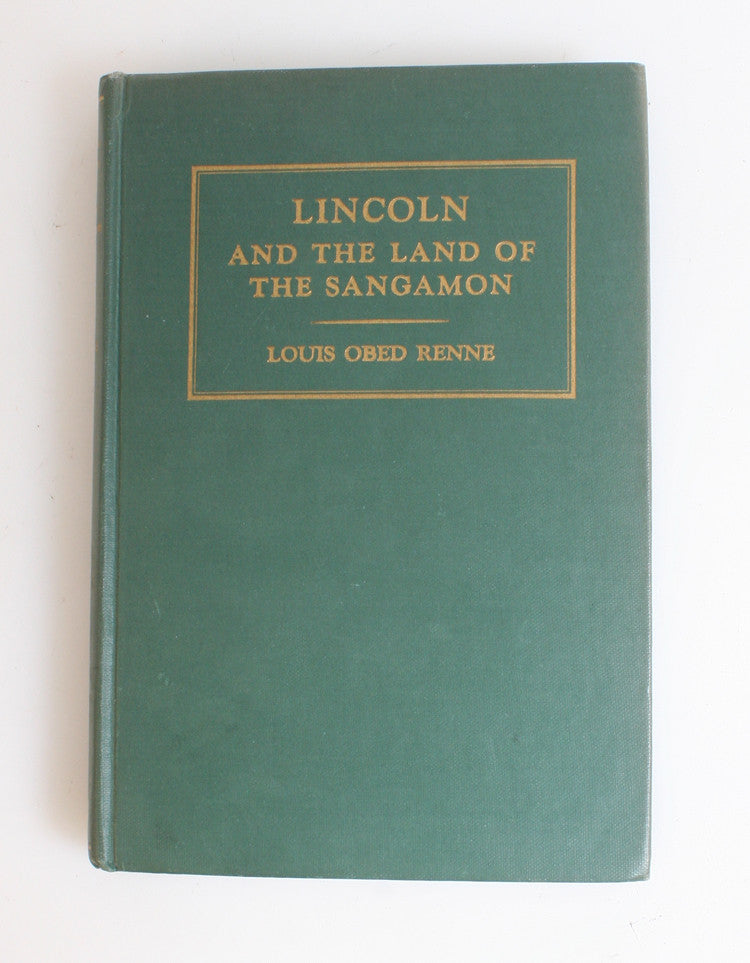 LINCOLN
AND THE LAND OF
THE SANGAMON
LOUIS OBED RENNE